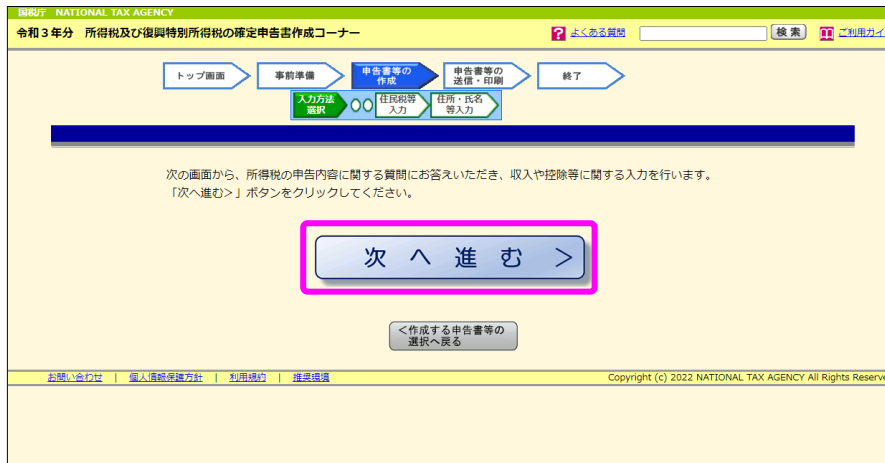 国税庁 NATIONAL TAX AGENCY
令和3年分 所得税及び復興特別所得税の確定申告書作成コーナー
? よくある質問
検索
ご利用ガイ
トップ画面
事前準備
申告書等の
作成
申告書等の
送信・印刷
終了
入力方法
選択
住民税等
入力
住所・氏名
等入力
次の画面から、所得税の申告内容に関する質問にお答えいただき、収入や控除等に関する入力を行います。
「次へ進む>」ボタンをクリックしてください。
次へ進む >
<作成する申告書等の
選択へ戻る
お問い合わせ | 個人情報保護方針 | 利用規約 | 推奨環境
Copyright (c) 2022 NATIONAL TAX AGENCY All Rights Reserve